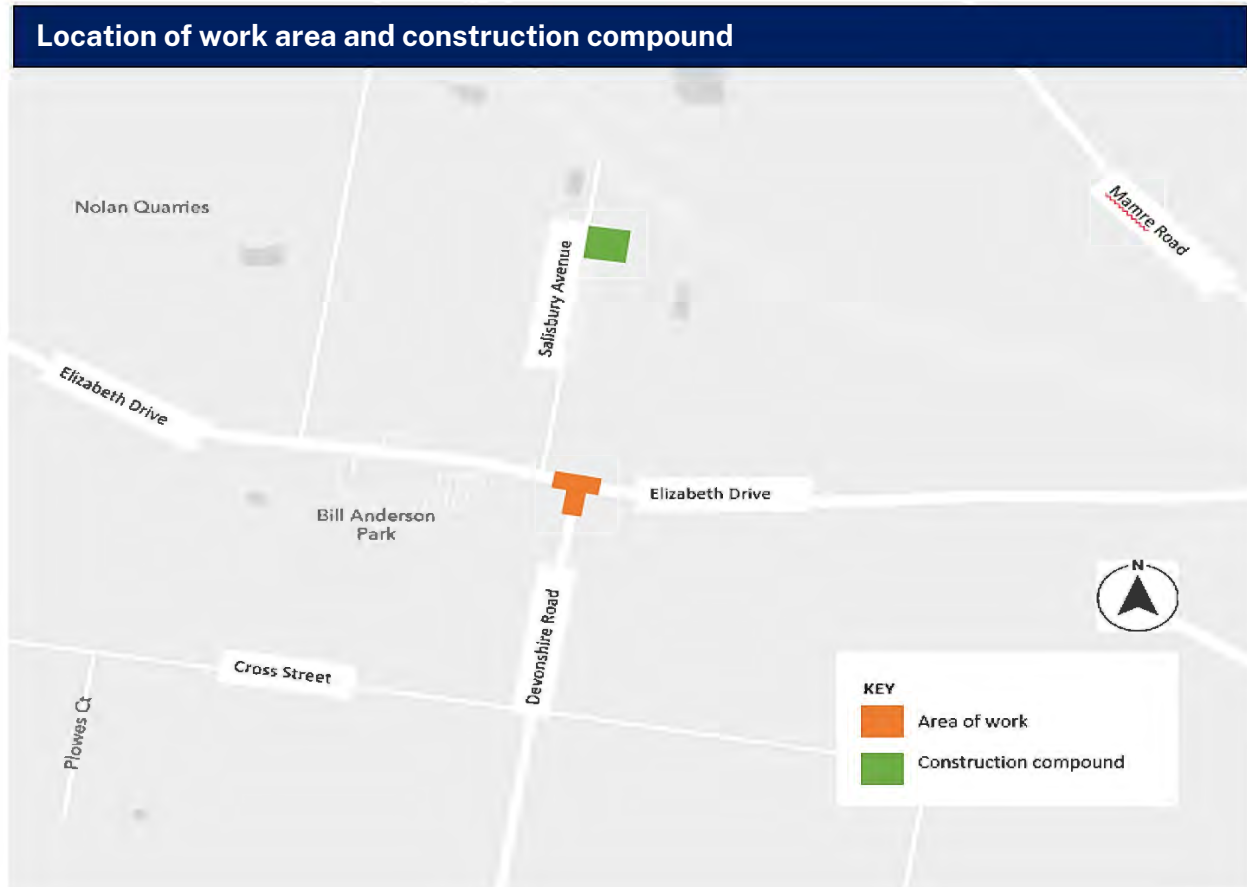 Location of work area and construction compound
Nolan Quarries
Mamre Road
Salisbury Avenue
Elizabeth Drive
Elizabeth Drive
Bill Anderson
Park
N
Devonshire Road
Cross Street
Plowes Ct
KEY
Area of work
Construction compound